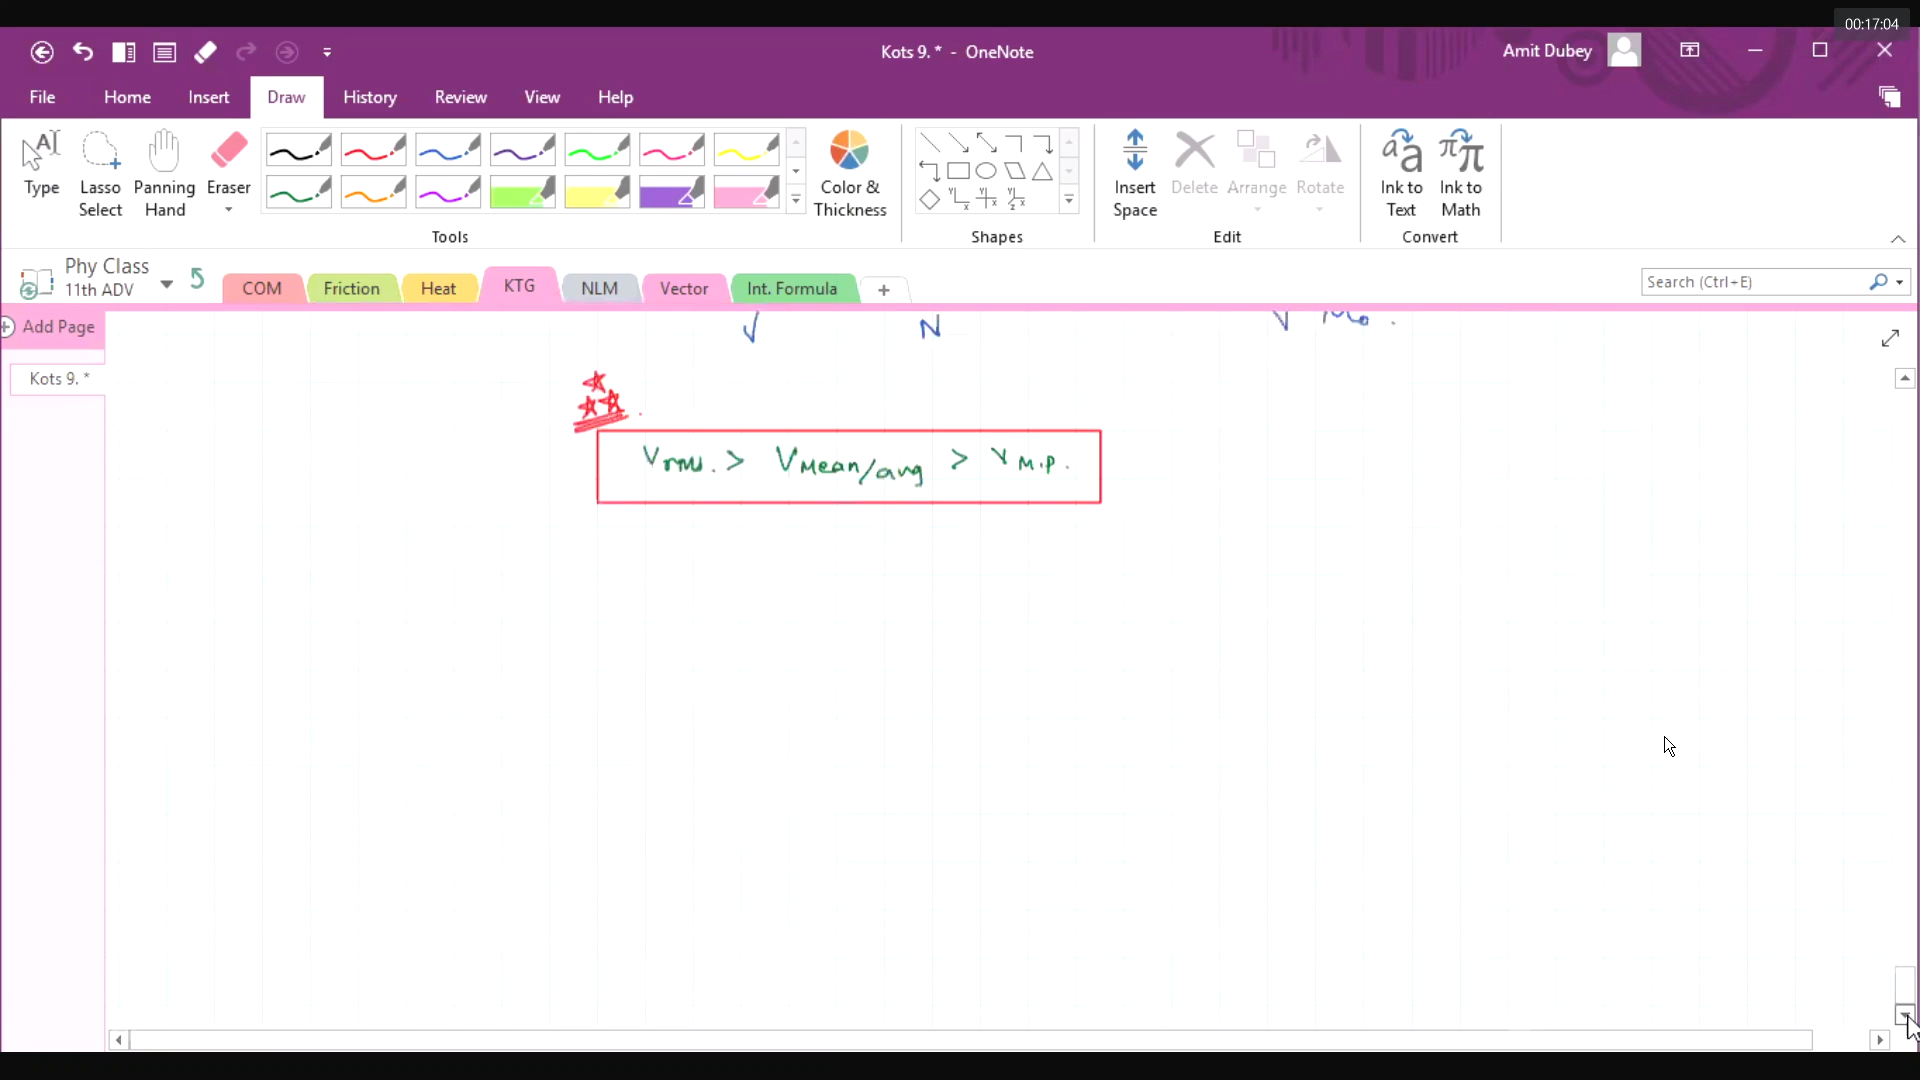 00:17:04
Kots 9. * - OneNote
Amit Dubey
File Home Insert Draw History Review View Help
Type
Lasso Select
Panning Hand
Eraser
Color & Thickness
Insert Space
Delete
Arrange
Rotate
Ink to Text
Ink to Math
Tools
Shapes
Edit
Convert
Phy Class
11th ADV
COM Friction Heat KTG NLM Vector Int. Formula +
Search (Ctrl+E)
Add Page
Kots 9. *
N
Vrms. > VMean/avg > VM.P.